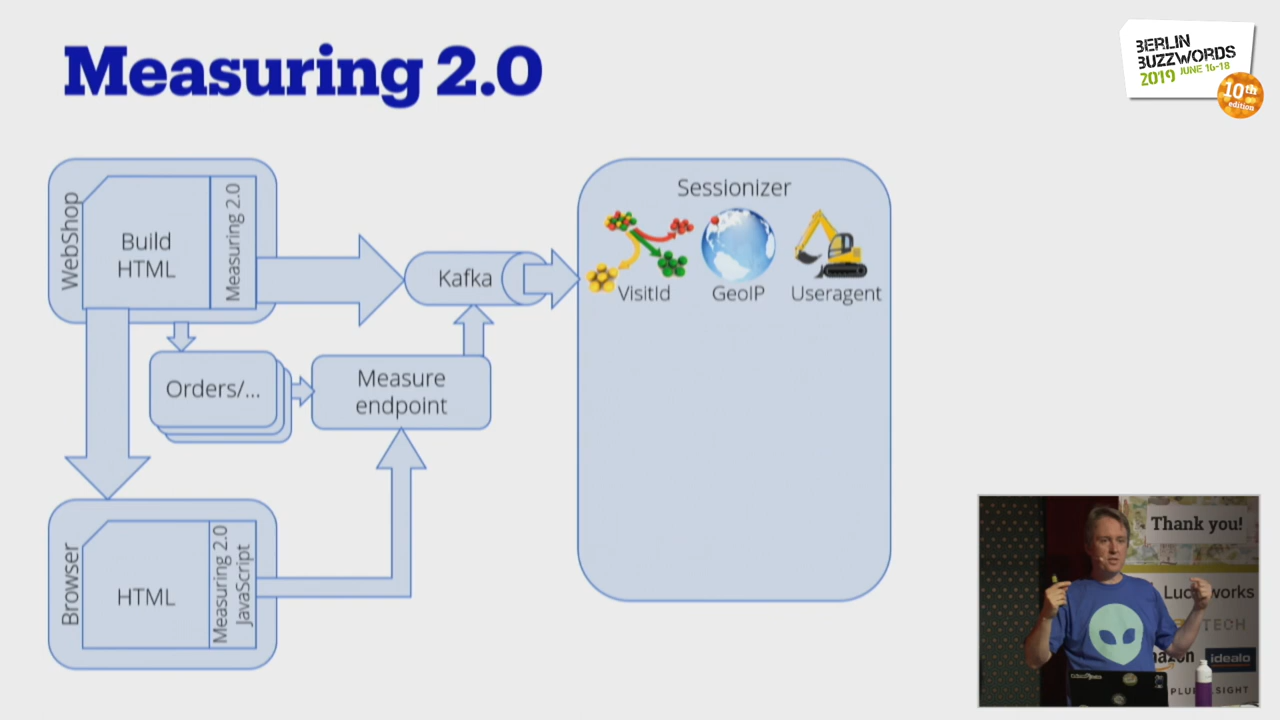 Measuring 2.0
BERLIN
BUZZWORDS
2019 JUNE 16-18
10th
edition
WebShop
Build
HTML
Measuring 2.0
Kafka
Sessionizer
VisitId
GeoIP
Useragent
Orders/...
Measure
endpoint
Browser
HTML
Measuring 2.0
JavaScript
Thank you!
idealo